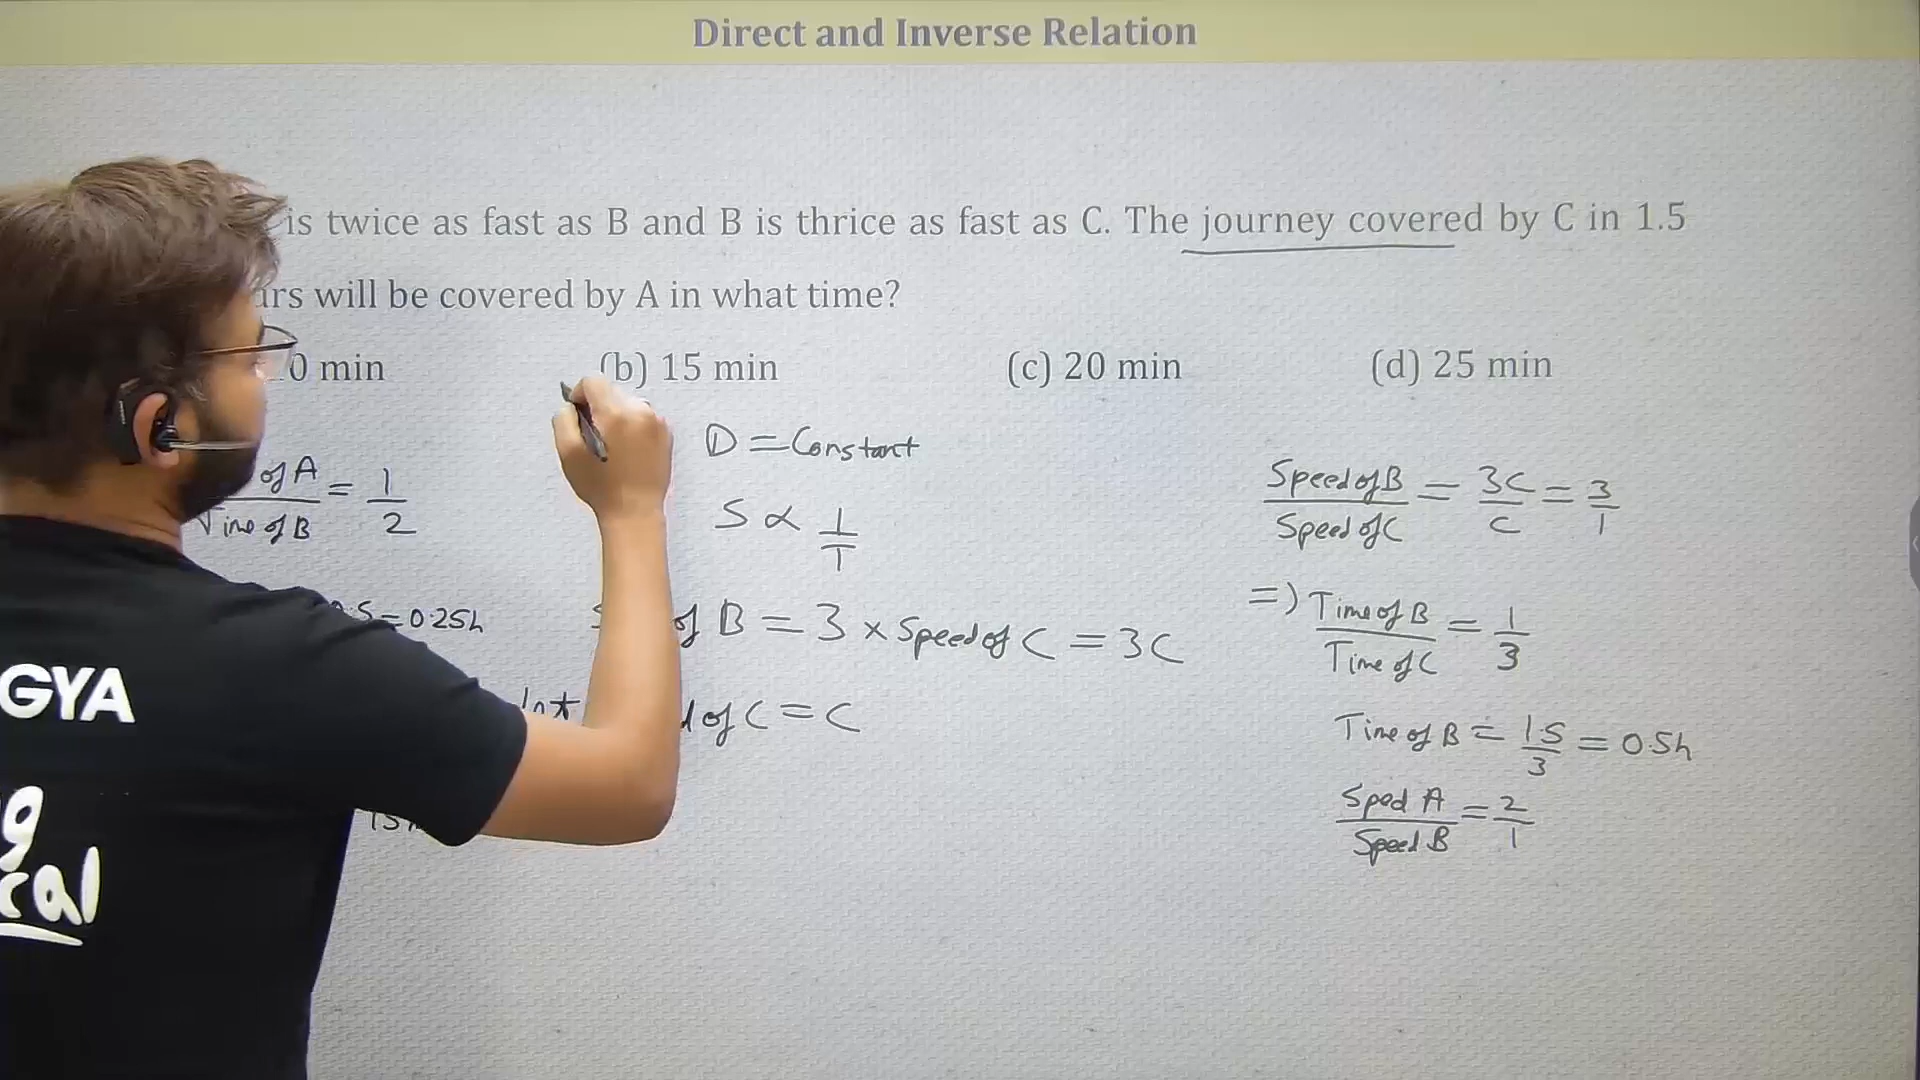 Direct and Inverse Relation
is twice as fast as B and B is thrice as fast as C. The journey covered by C in 1.5
will be covered by A in what time?
0 min (b) 15 min (c) 20 min (d) 25 min
of A / Time of B = 1/2
D = Constant
S ∝ 1/T
of B = 3 × Speed of C = 3C
of C = C
= 0.25h
Speed of B / Speed of C = 3C/C = 3/1
=) Time of B / Time of C = 1/3
Time of B = 1.5/3 = 0.5h
Sped A / Speed B = 2/1
GYA